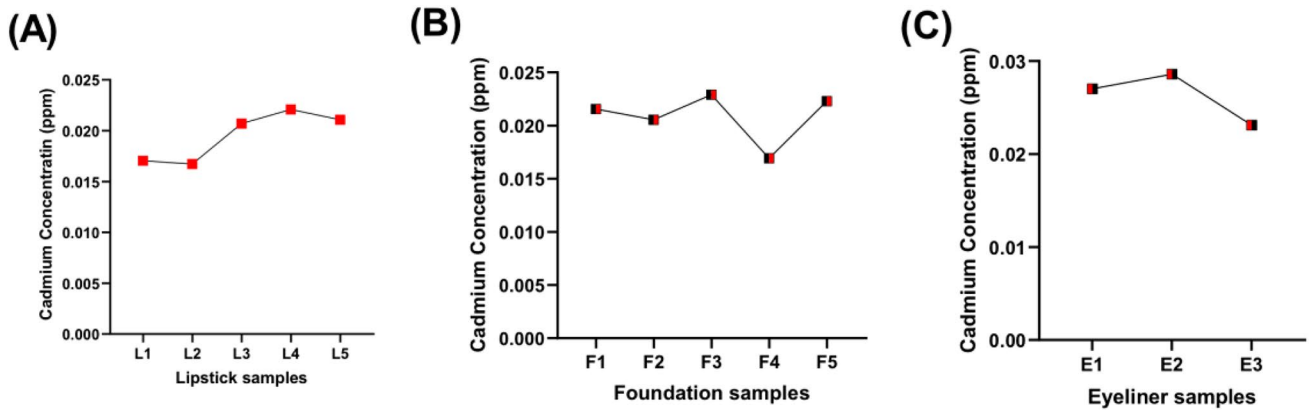 (A)
Cadmium Concentratin (ppm)
0.025
0.020
0.015
0.010
0.005
0.000
L1 L2 L3 L4 L5
Lipstick samples
(B)
Cadmium Concentration (ppm)
0.025
0.020
0.015
0.010
0.005
0.000
F1 F2 F3 F4 F5
Foundation samples
(C)
Cadmium Concentration (ppm)
0.03
0.02
0.01
0.00
E1 E2 E3
Eyeliner samples